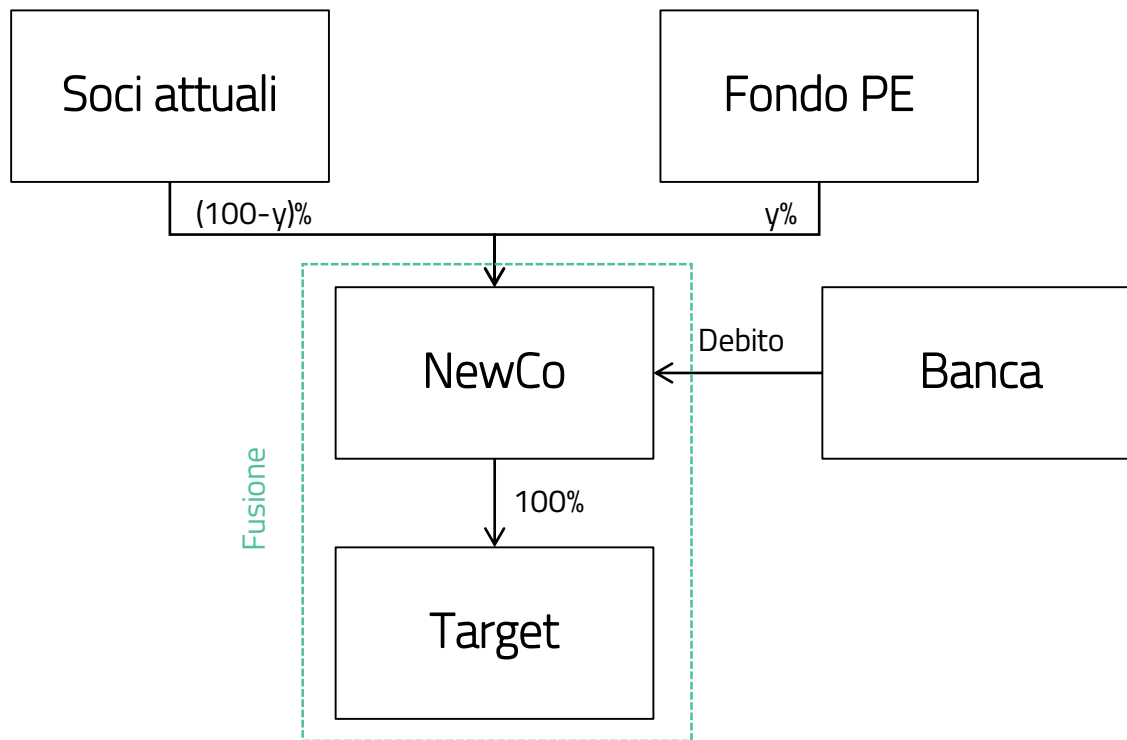 Soci attuali
Fondo PE
(100-y)%
y%
NewCo
Debito
Banca
Fusione
100%
Target